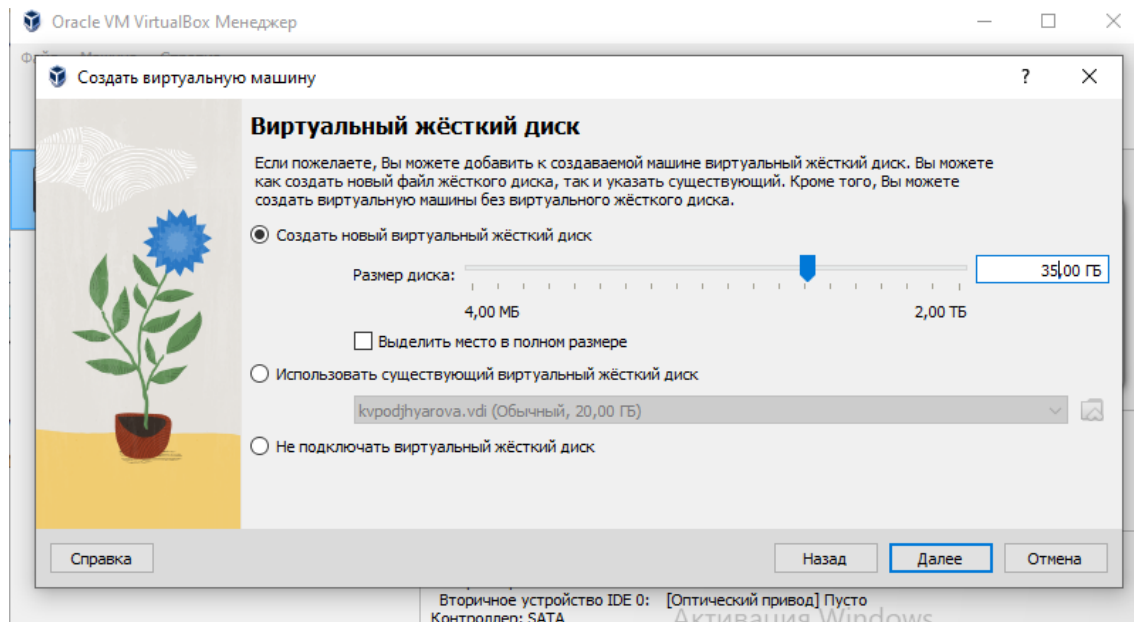 Oracle VM VirtualBox Менеджер
Создать виртуальную машину
?
Виртуальный жёсткий диск
Если пожелаете, Вы можете добавить к создаваемой машине виртуальный жёсткий диск. Вы можете
как создать новый файл жёсткого диска, так и указать существующий. Кроме того, Вы можете
создать виртуальную машины без виртуального жёсткого диска.
Создать новый виртуальный жёсткий диск
Размер диска:
35,00 ГБ
4,00 МБ
2,00 ТБ
Выделить место в полном размере
Использовать существующий виртуальный жёсткий диск
kvpodjhyarova.vdi (Обычный, 20,00 ГБ)
Не подключать виртуальный жёсткий диск
Справка
Назад
Далее
Отмена
Вторичное устройство IDE 0: [Оптический привод] Пусто
Контроллер: SATA
Активация Windows